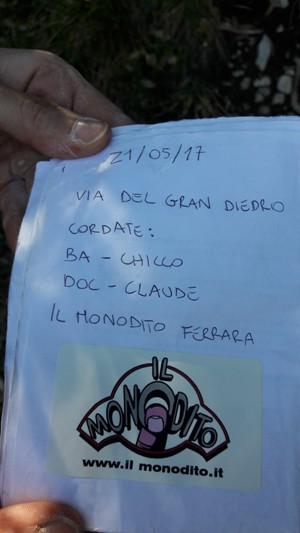 21/05/17
VIA DEL GRAN DIEDRO
CORDATE:
BA - CHICCO
DOC - CLAUDE
IL MONODITO FERRARA
IL
MONODITO
www.il monodito.it